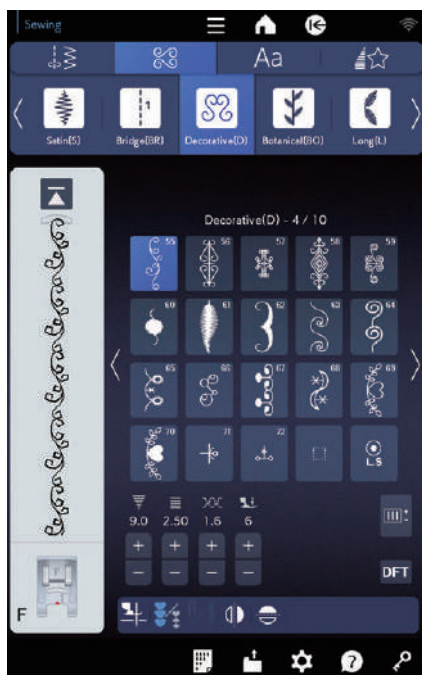 Sewing
Aa
Satin(S) Bridge(BR) Decorative(D) Botanical(BO) Long(L)
1
Decorative(D) - 4 / 10
55 56 57 58 59
60 61 62 63 64
65 66 67 68 69
70 71 72 L.S
9.0 2.50 1.6 6
+ + + +
− − − −
DFT
F
?